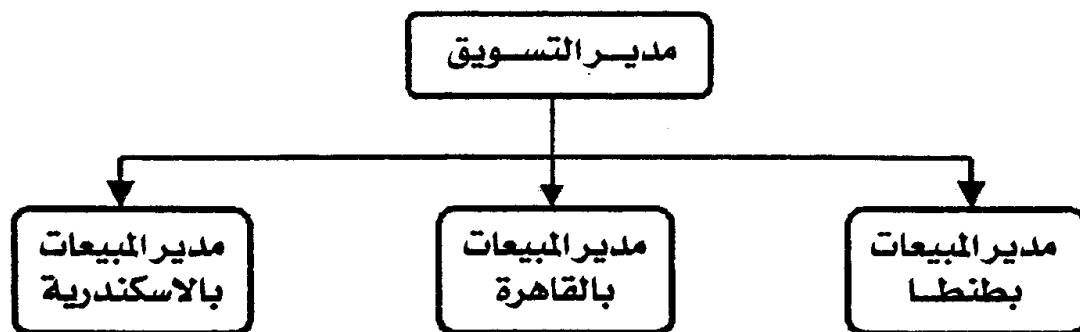 مدير التسويق
مدير المبيعات
بطنطا
مدير المبيعات
بالقاهرة
مدير المبيعات
بالاسكندرية